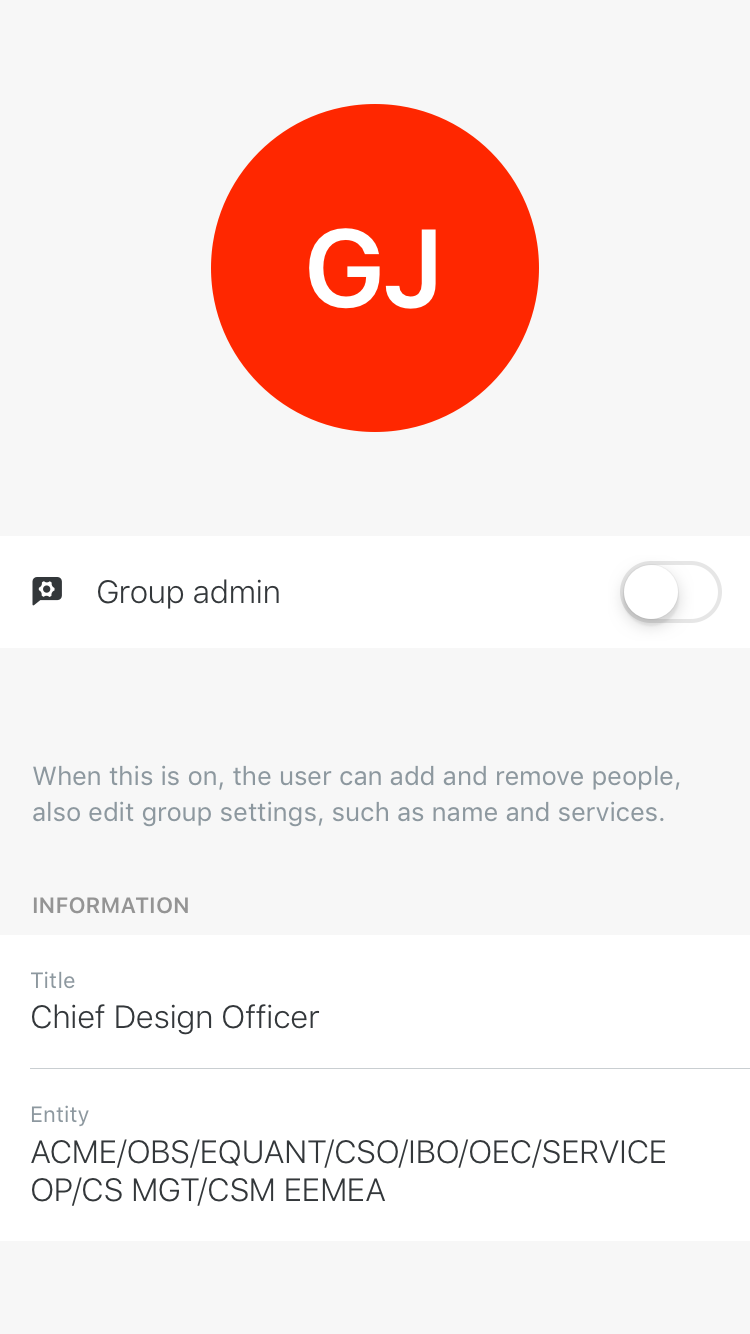 GJ
Group admin
When this is on, the user can add and remove people,
also edit group settings, such as name and services.
INFORMATION
Title
Chief Design Officer
Entity
ACME/OBS/EQUANT/CSO/IBO/OEC/SERVICE
OP/CS MGT/CSM EEMEA